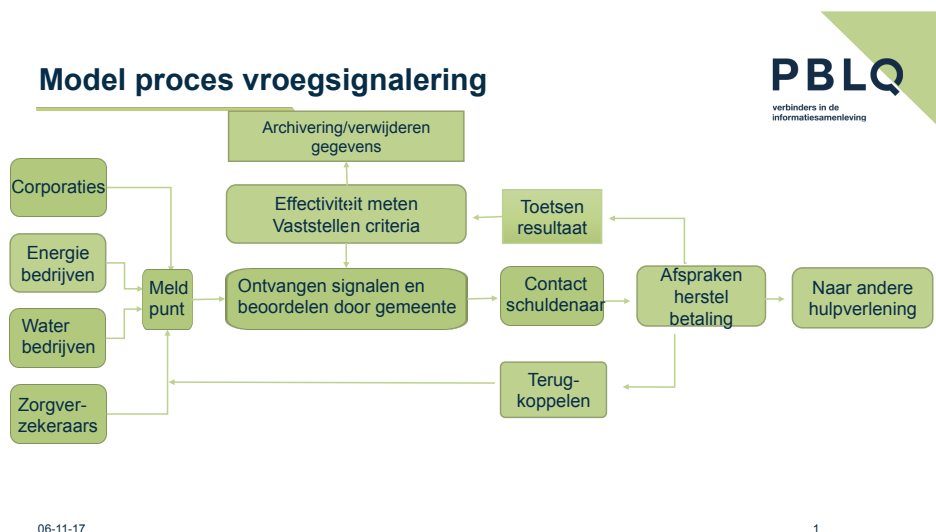 Model proces vroegsignalering
PBLQ
verbinders in de
informatiesamenleving
Archivering/verwijderen
gegevens
Corporaties
Effectiviteit meten
Vaststellen criteria
Toetsen
resultaat
Energie
bedrijven
Meld
punt
Ontvangen signalen en
beoordelen door gemeente
Contact
schuldenaar
Afspraken
herstel
betaling
Naar andere
hulpverlening
Water
bedrijven
Terug-
koppelen
Zorgver-
zekeraars
06-11-17
1